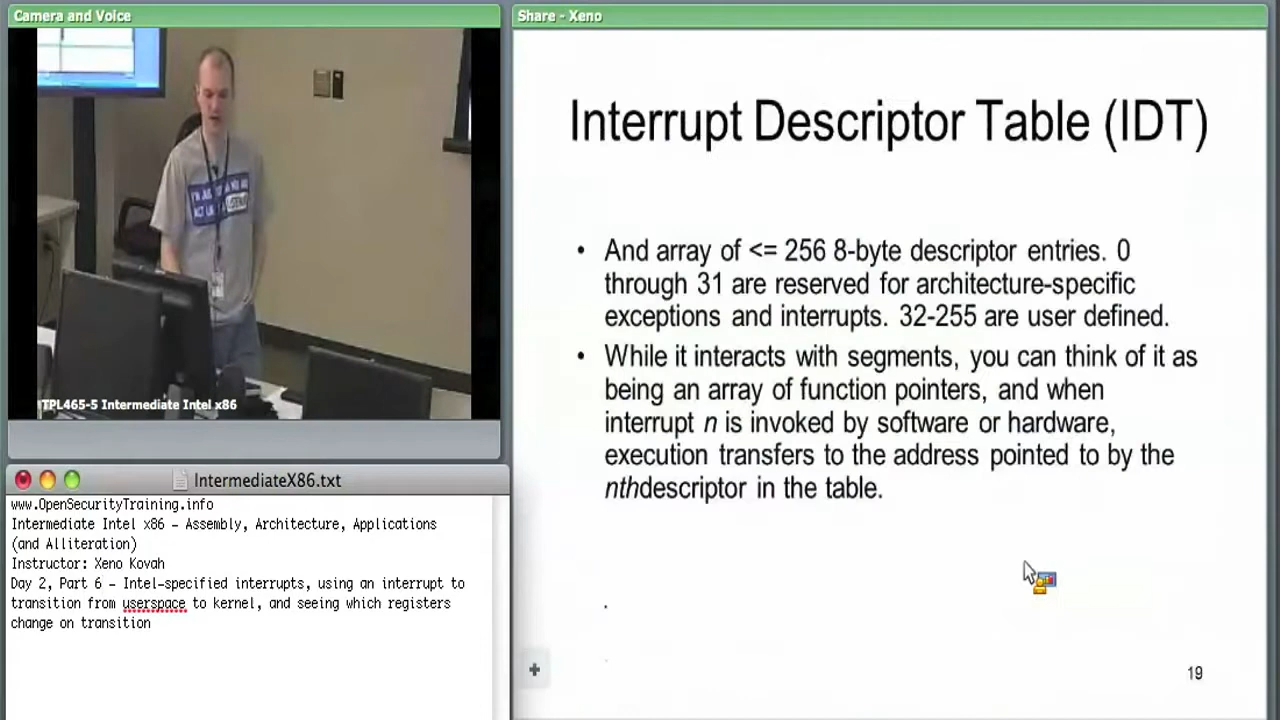 Camera and Voice
TPL465-5 Intermediate Intel x86
IntermediateX86.txt
www.OpenSecurityTraining.info
Intermediate Intel x86 – Assembly, Architecture, Applications
(and Alliteration)
Instructor: Xeno Kovah
Day 2, Part 6 – Intel-specified interrupts, using an interrupt to
transition from userspace to kernel, and seeing which registers
change on transition
Share - Xeno
Interrupt Descriptor Table (IDT)
• And array of <= 256 8-byte descriptor entries. 0
through 31 are reserved for architecture-specific
exceptions and interrupts. 32-255 are user defined.
• While it interacts with segments, you can think of it as
being an array of function pointers, and when
interrupt n is invoked by software or hardware,
execution transfers to the address pointed to by the
nthdescriptor in the table.
19